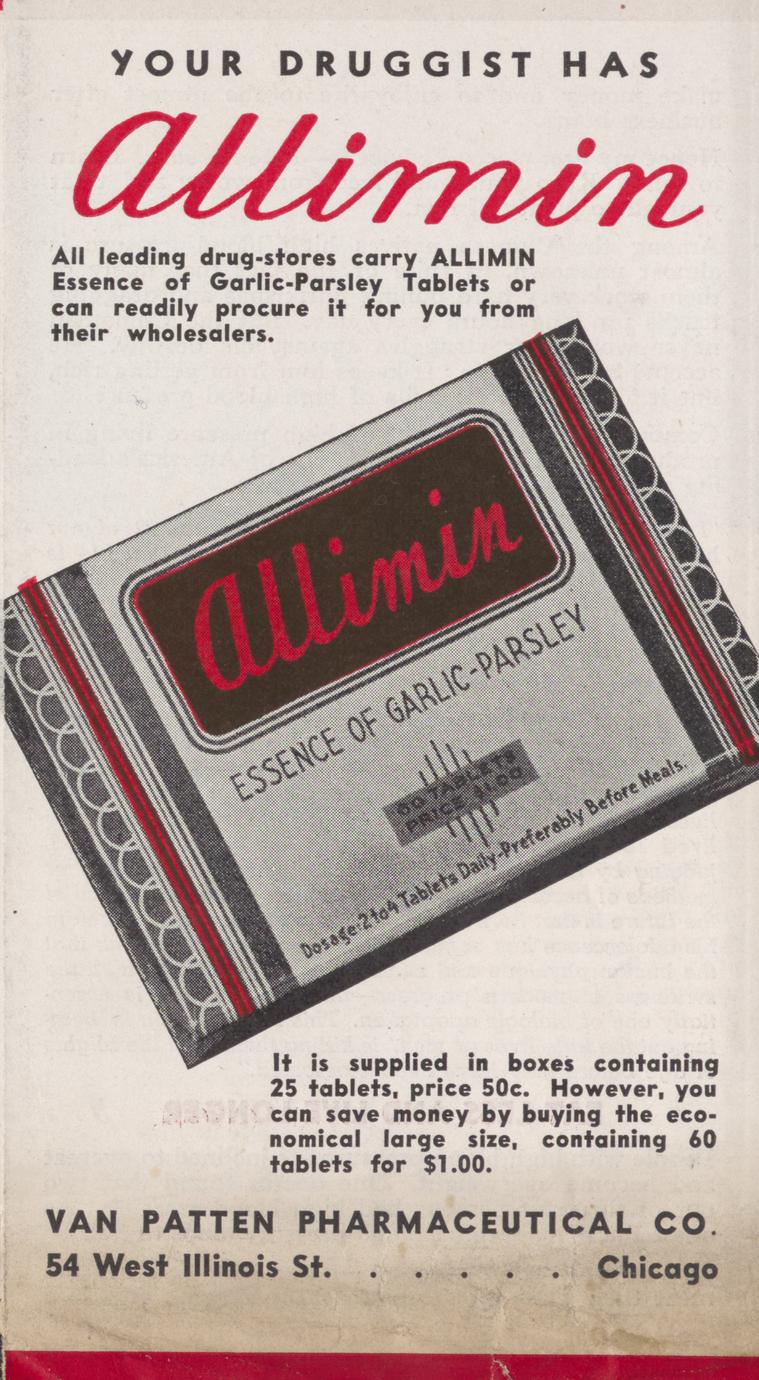 YOUR DRUGGIST HAS
Allimin
All leading drug-stores carry ALLIMIN
Essence of Garlic-Parsley Tablets or
can readily procure it for you from
their wholesalers.
Allimin
ESSENCE OF GARLIC-PARSLEY
60 TABLETS
PRICE $1.00
Dosage: 2 to 4 Tablets Daily-Preferably Before Meals.
It is supplied in boxes containing
25 tablets, price 50c. However, you
can save money by buying the eco-
nomical large size, containing 60
tablets for $1.00.
VAN PATTEN PHARMACEUTICAL CO.
54 West Illinois St. . . . . . Chicago